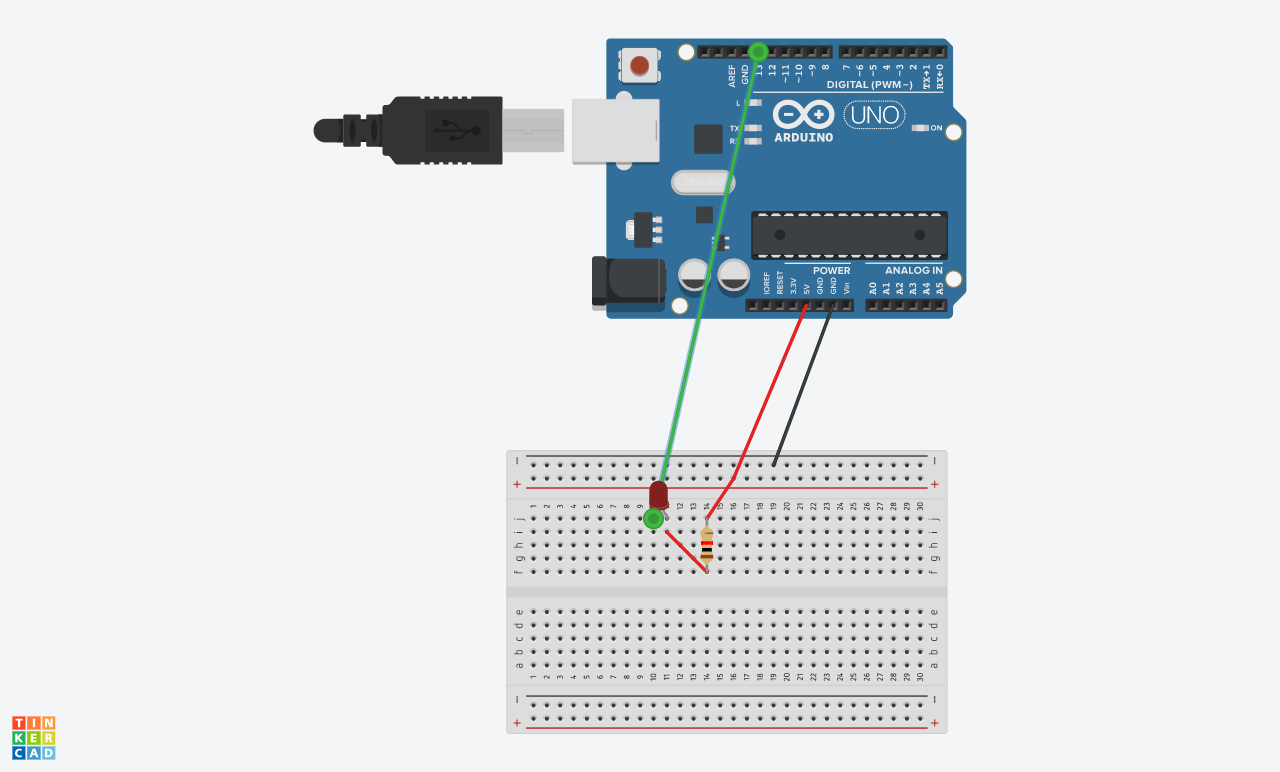 AREF
GND
13
12
~11
~10
~9
8
7
~6
~5
4
~3
2
TX→1
RX←0
DIGITAL (PWM~)
L
TX
RX
ARDUINO
UNO
ON
POWER
ANALOG IN
IOREF
RESET
3.3V
5V
GND
GND
Vin
A0
A1
A2
A3
A4
A5
− −
+ +
1 2 3 4 5 6 7 8 9 12 13 14 15 16 17 18 19 20 21 22 23 24 25 26 27 28 29 30
j j
i i
h h
g g
f f
e e
d d
c c
b b
a a
1 2 3 4 5 6 7 8 9 10 11 12 13 14 15 16 17 18 19 20 21 22 23 24 25 26 27 28 29 30
− −
+ +
TIN
KER
CAD